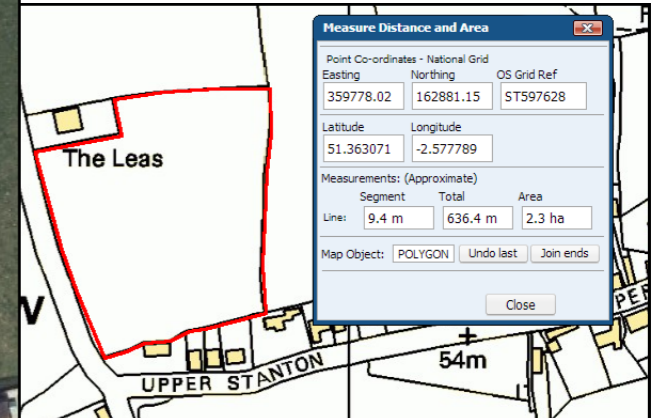 Measure Distance and Area
Point Co-ordinates - National Grid
Easting Northing OS Grid Ref
359778.02 162881.15 ST597628
Latitude Longitude
51.363071 -2.577789
Measurements: (Approximate)
Segment Total Area
Line: 9.4 m 636.4 m 2.3 ha
Map Object: POLYGON Undo last Join ends
Close
The Leas
UPPER STANTON
54m